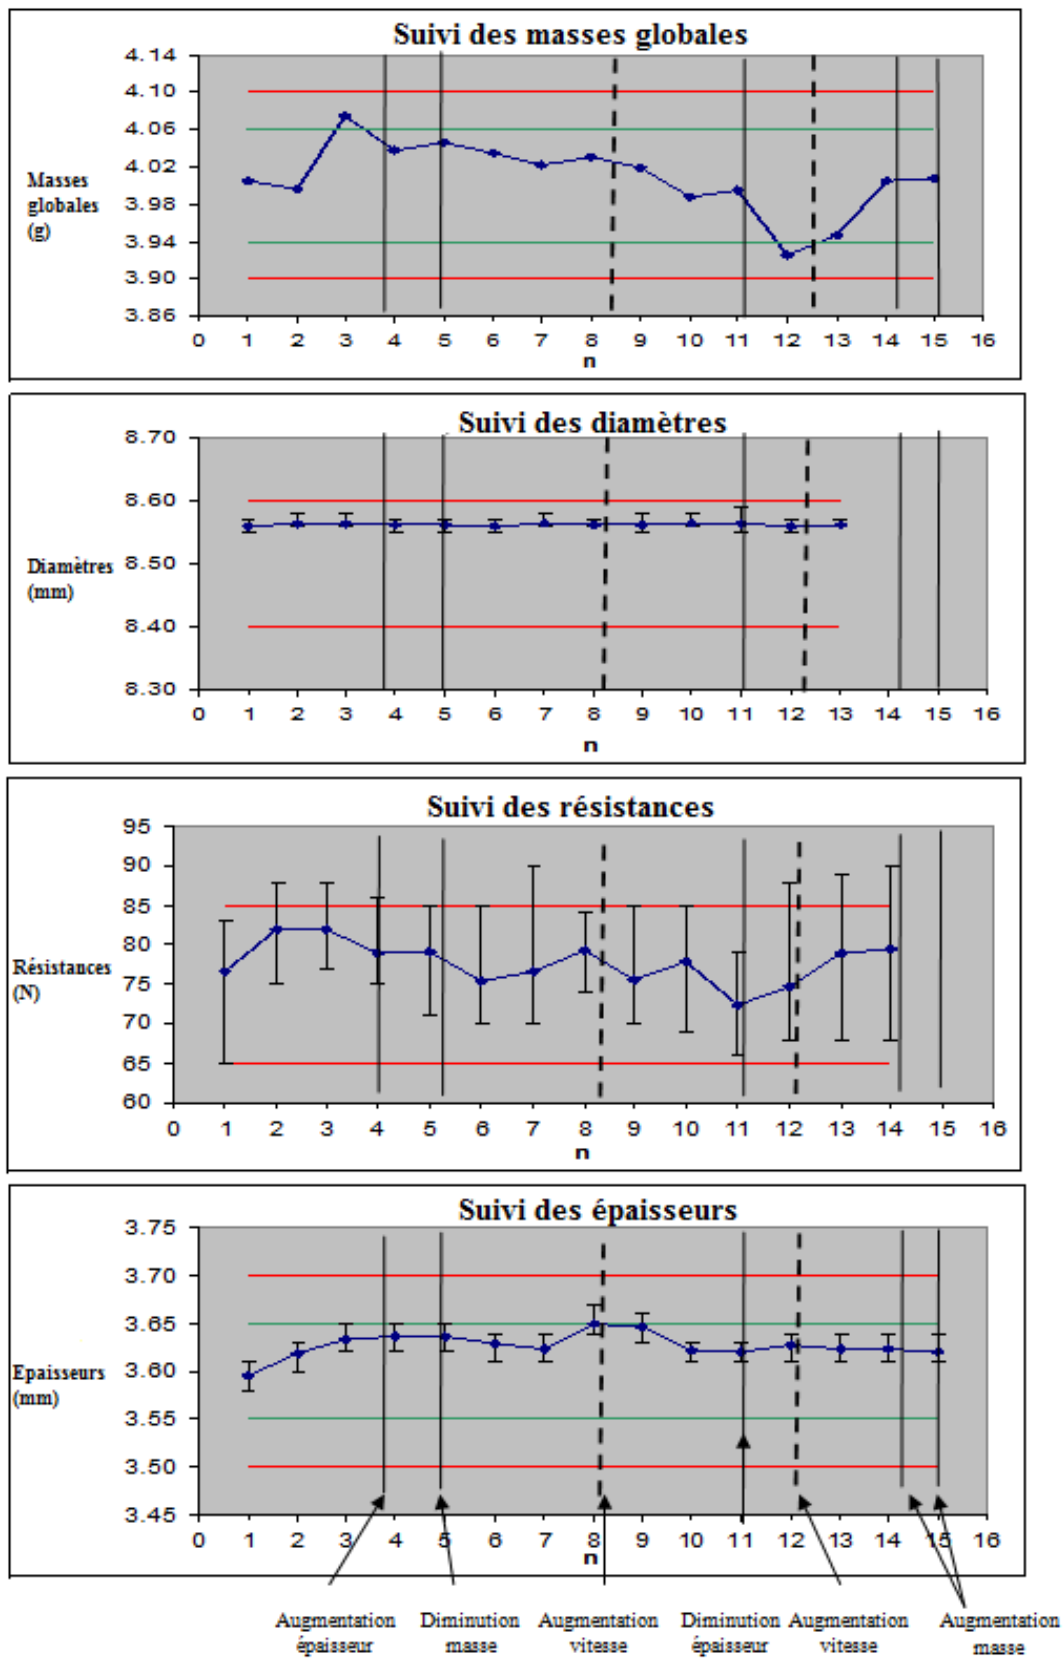 Suivi des masses globales
4.14
4.10
4.06
4.02
3.98
3.94
3.90
3.86
Masses
globales
(g)
0 1 2 3 4 5 6 7 8 9 10 11 12 13 14 15 16
n
Suivi des diamètres
8.70
8.60
8.50
8.40
8.30
Diamètres
(mm)
0 1 2 3 4 5 6 7 8 9 10 11 12 13 14 15 16
n
Suivi des résistances
95
90
85
80
75
70
65
60
Résistances
(N)
0 1 2 3 4 5 6 7 8 9 10 11 12 13 14 15 16
n
Suivi des épaisseurs
3.75
3.70
3.65
3.60
3.55
3.50
3.45
Epaisseurs
(mm)
0 1 2 3 4 5 6 7 8 9 10 11 12 13 14 15 16
n
Augmentation épaisseur
Diminution masse
Augmentation vitesse
Diminution épaisseur
Augmentation vitesse
Augmentation masse